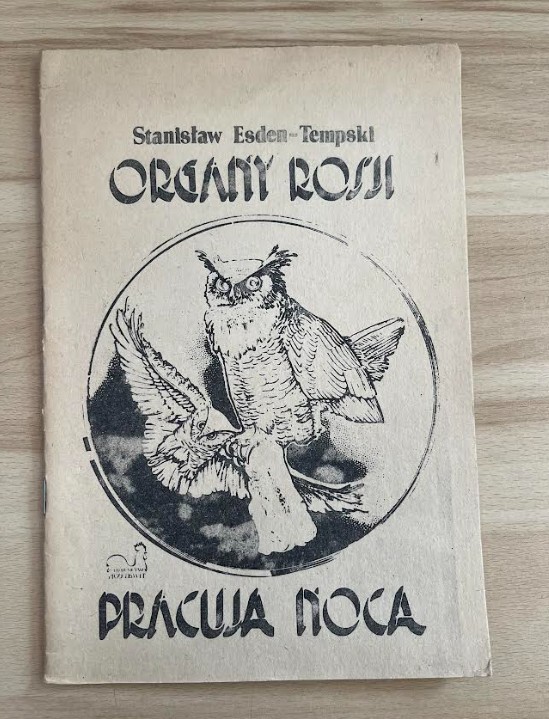 Stanisław Esden-Tempski
ORGANY ROSJI
PRACUJĄ NOCĄ